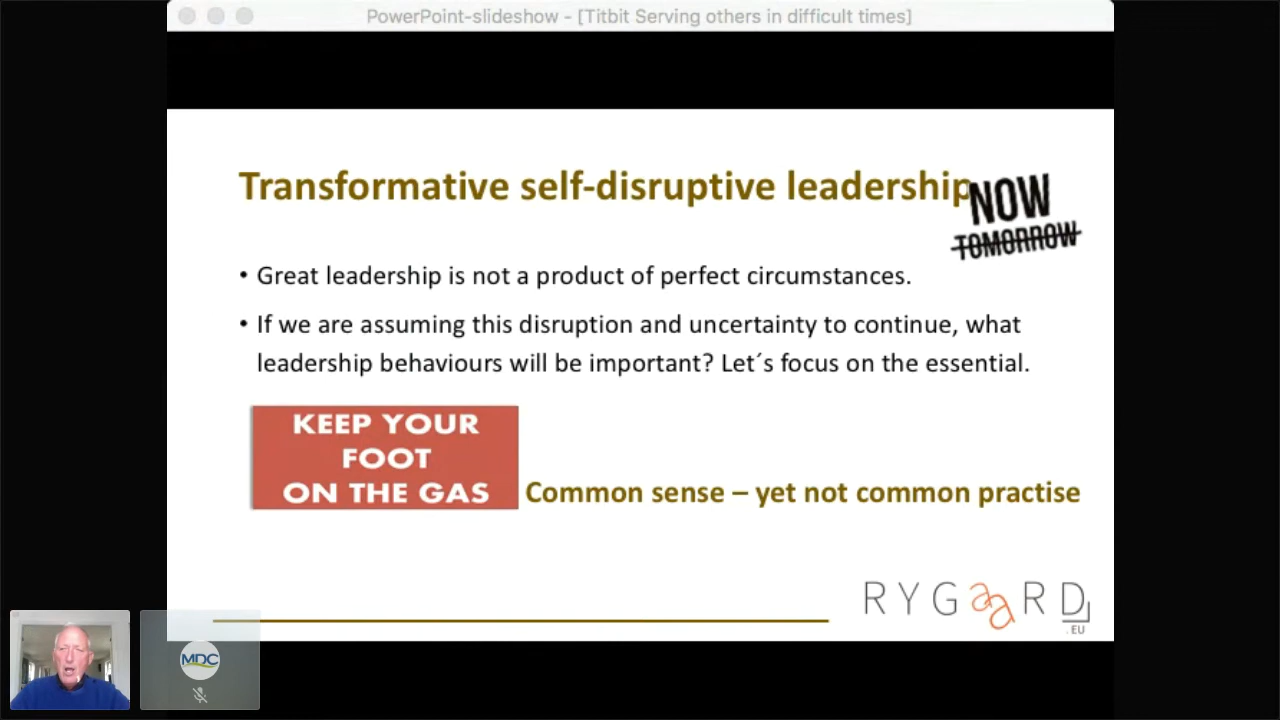 PowerPoint-slideshow - [Titbit Serving others in difficult times]
Transformative self-disruptive leadership
NOW
TOMORROW
• Great leadership is not a product of perfect circumstances.
• If we are assuming this disruption and uncertainty to continue, what
leadership behaviours will be important? Let´s focus on the essential.
KEEP YOUR
FOOT
ON THE GAS
Common sense – yet not common practise
RYGaaRD
.EU
MDC